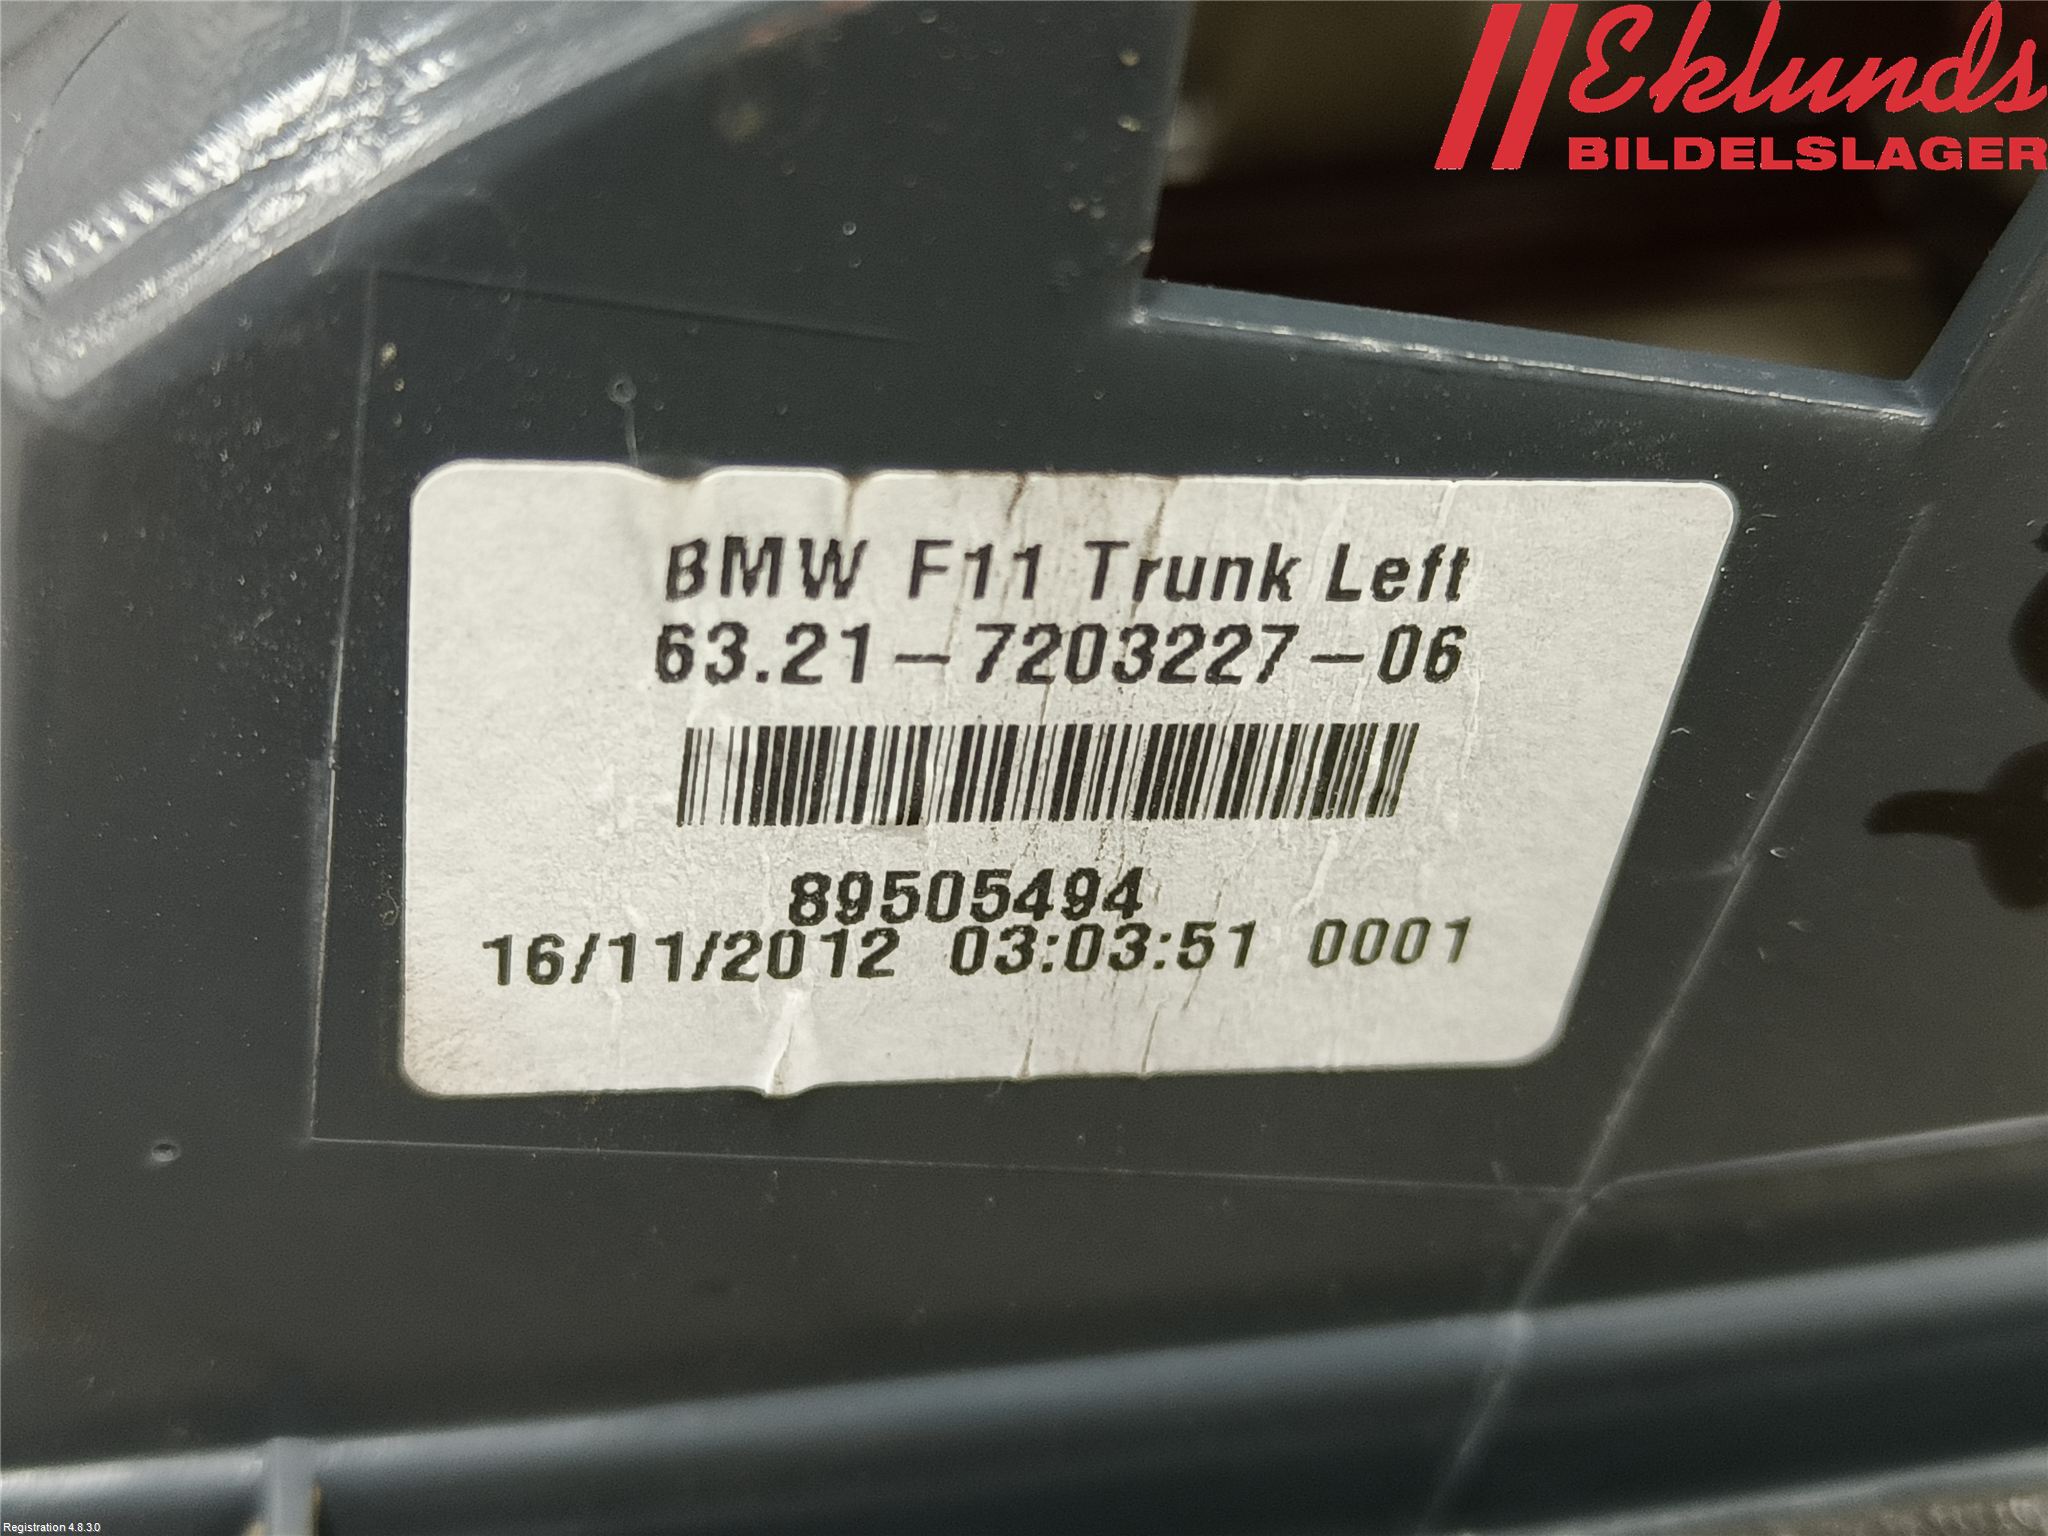 Eklunds
BILDELSLAGER
BMW F11 Trunk Left
63.21-7203227-06
89505494
16/11/2012 03:03:51 0001
Registration 4.8.3.0